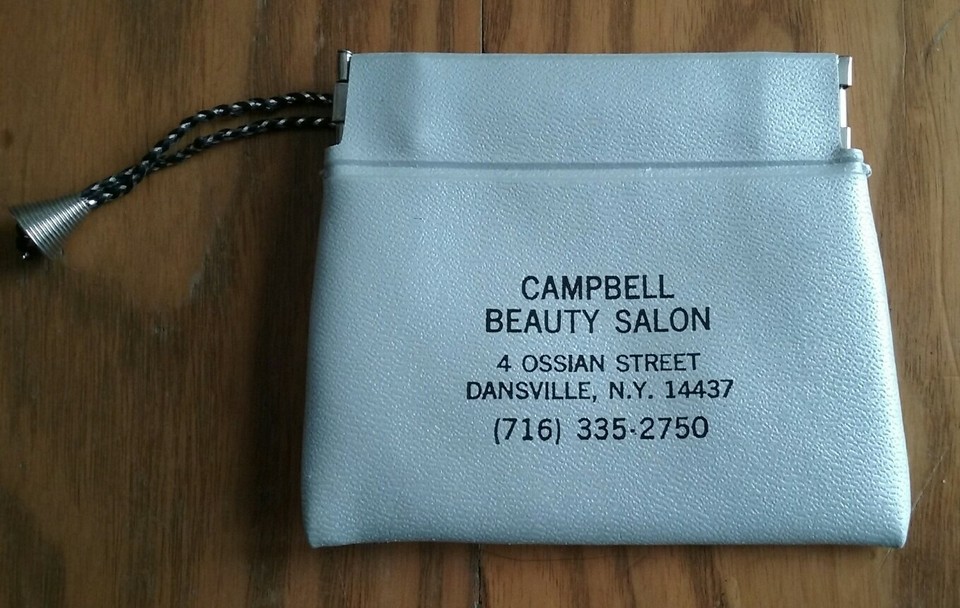 CAMPBELL
BEAUTY SALON
4 OSSIAN STREET
DANSVILLE, N.Y. 14437
(716) 335-2750